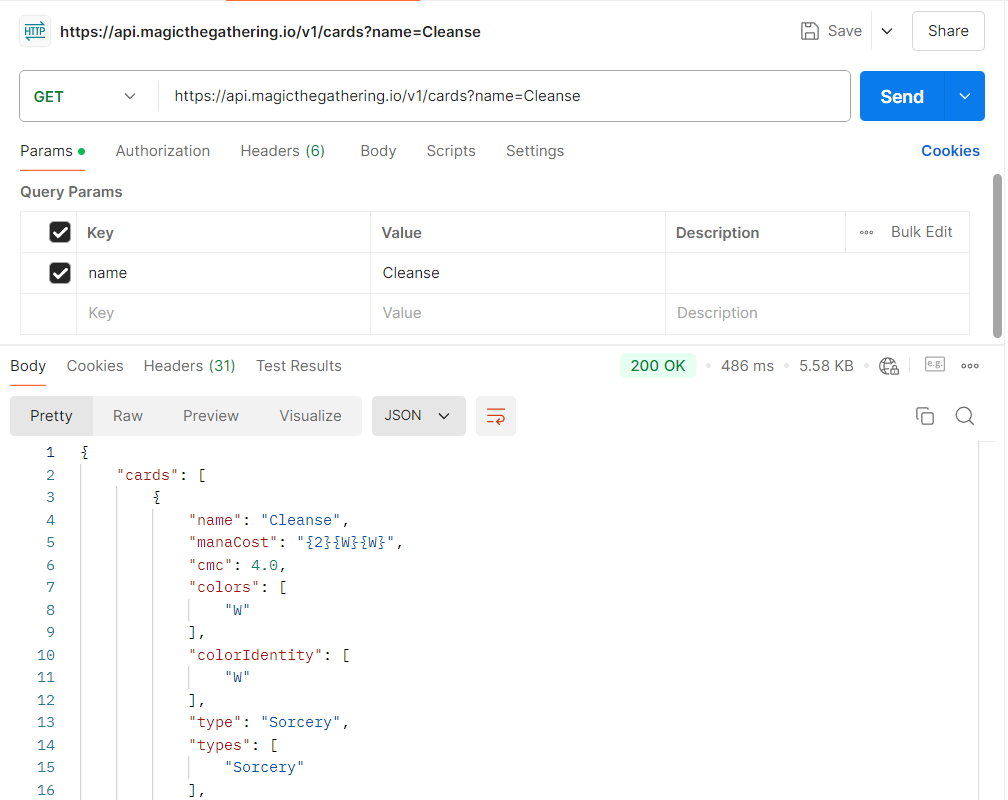 HTTP https://api.magicthegathering.io/v1/cards?name=Cleanse Save Share
GET https://api.magicthegathering.io/v1/cards?name=Cleanse Send
Params Authorization Headers (6) Body Scripts Settings Cookies
Query Params
Key Value Description Bulk Edit
name Cleanse
Key Value Description
Body Cookies Headers (31) Test Results 200 OK 486 ms 5.58 KB e.g.
Pretty Raw Preview Visualize JSON
1 {
2 "cards": [
3 {
4 "name": "Cleanse",
5 "manaCost": "{2}{W}{W}",
6 "cmc": 4.0,
7 "colors": [
8 "W"
9 ],
10 "colorIdentity": [
11 "W"
12 ],
13 "type": "Sorcery",
14 "types": [
15 "Sorcery"
16 ],